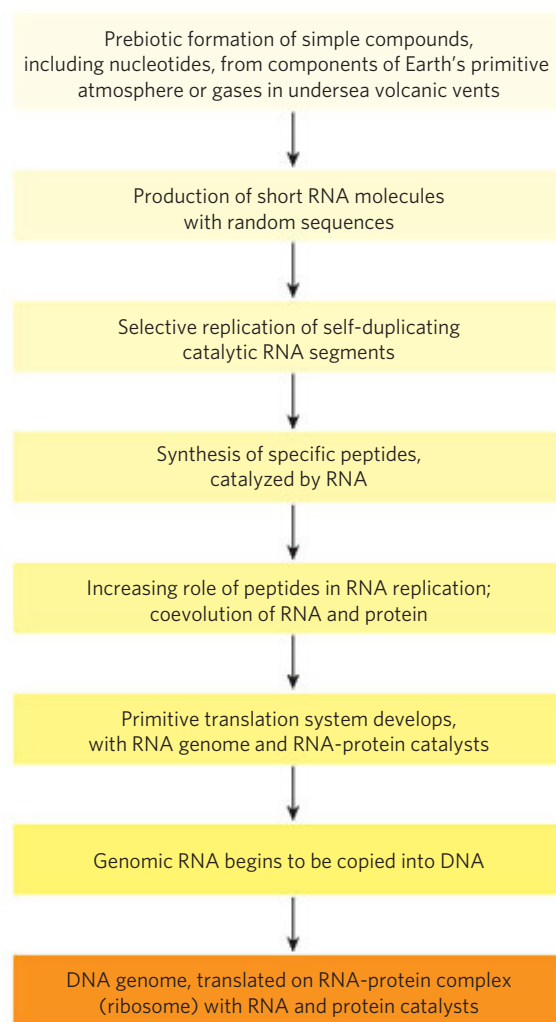 Prebiotic formation of simple compounds,
including nucleotides, from components of Earth's primitive
atmosphere or gases in undersea volcanic vents
Production of short RNA molecules
with random sequences
Selective replication of self-duplicating
catalytic RNA segments
Synthesis of specific peptides,
catalyzed by RNA
Increasing role of peptides in RNA replication;
coevolution of RNA and protein
Primitive translation system develops,
with RNA genome and RNA-protein catalysts
Genomic RNA begins to be copied into DNA
DNA genome, translated on RNA-protein complex
(ribosome) with RNA and protein catalysts